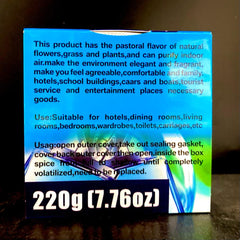 This product has the pastoral flavor of natural
flowers,grass and plants,and can purify indoor
air.make the environment elegant and fragrant.
make you feel agreeable,comfortable and family;
hotels,school buildings,caars and boats,tourist
service and entertainment places necessary
goods.
Use:Suitable for hotels,dining rooms,living
rooms,bedrooms,wardrobes,toilets,carriages,etc
Usag:open outer cover,take out sealing gasket,
cover back outer cover then open,inside the box
spice from to until completely
volatilized,need to be replaced.
220g (7.76oz)